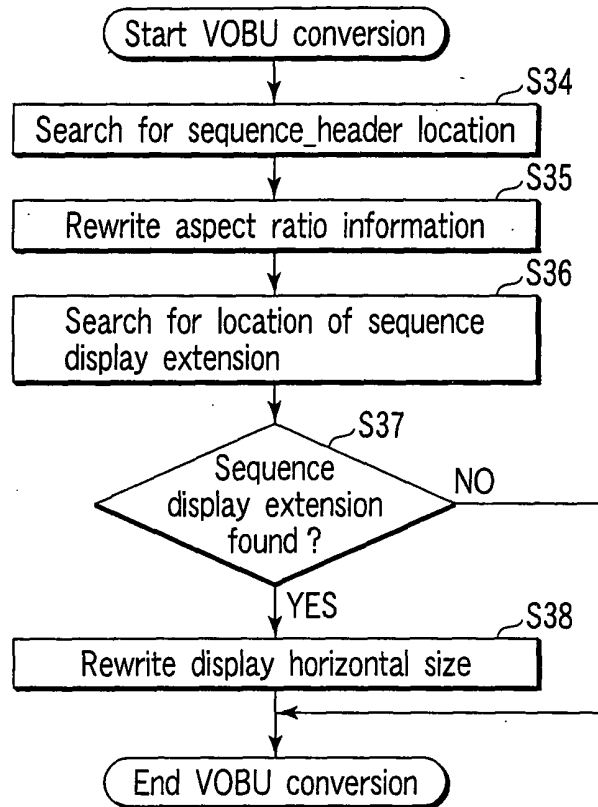 Start VOBU conversion
S34
Search for sequence_header location
S35
Rewrite aspect ratio information
S36
Search for location of sequence
display extension
S37
Sequence
display extension
found ?
NO
YES
S38
Rewrite display horizontal size
End VOBU conversion